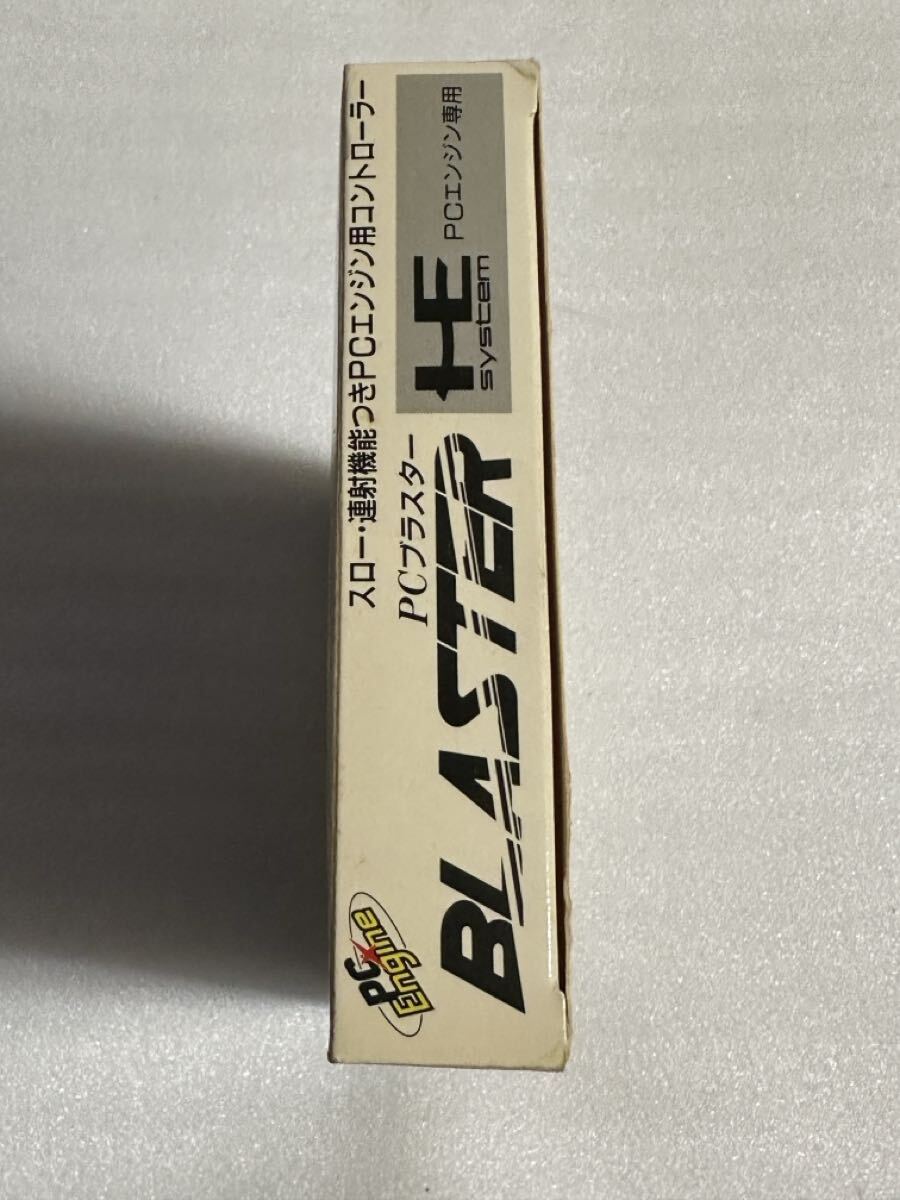 スロー・連射機能つきPCエンジン用コントローラー
PCブラスター
BLASTER
HE
system
PCエンジン専用
PC
Engine